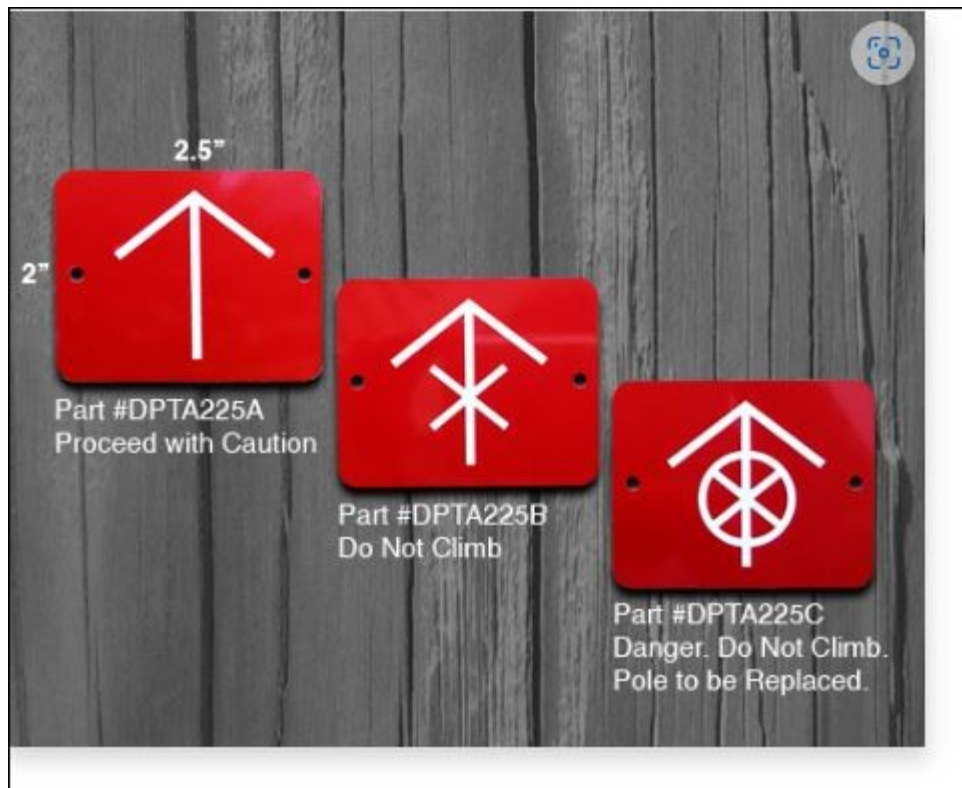 2.5”
2”
Part #DPTA225A
Proceed with Caution
Part #DPTA225B
Do Not Climb
Part #DPTA225C
Danger. Do Not Climb.
Pole to be Replaced.